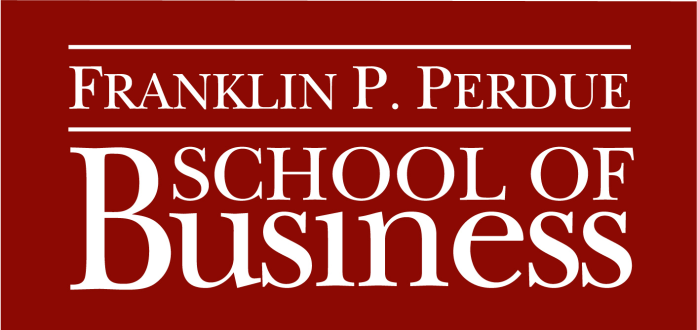 FRANKLIN P. PERDUE
SCHOOL OF
Business